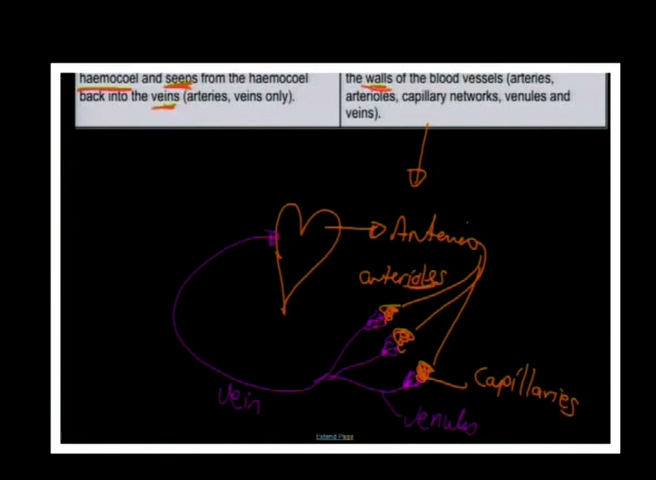 haemocoel and seeps from the haemocoel
back into the veins (arteries, veins only).
the walls of the blood vessels (arteries,
arterioles, capillary networks, venules and
veins).
Arteries
arterioles
Capillaries
vein
venules
Extend Page